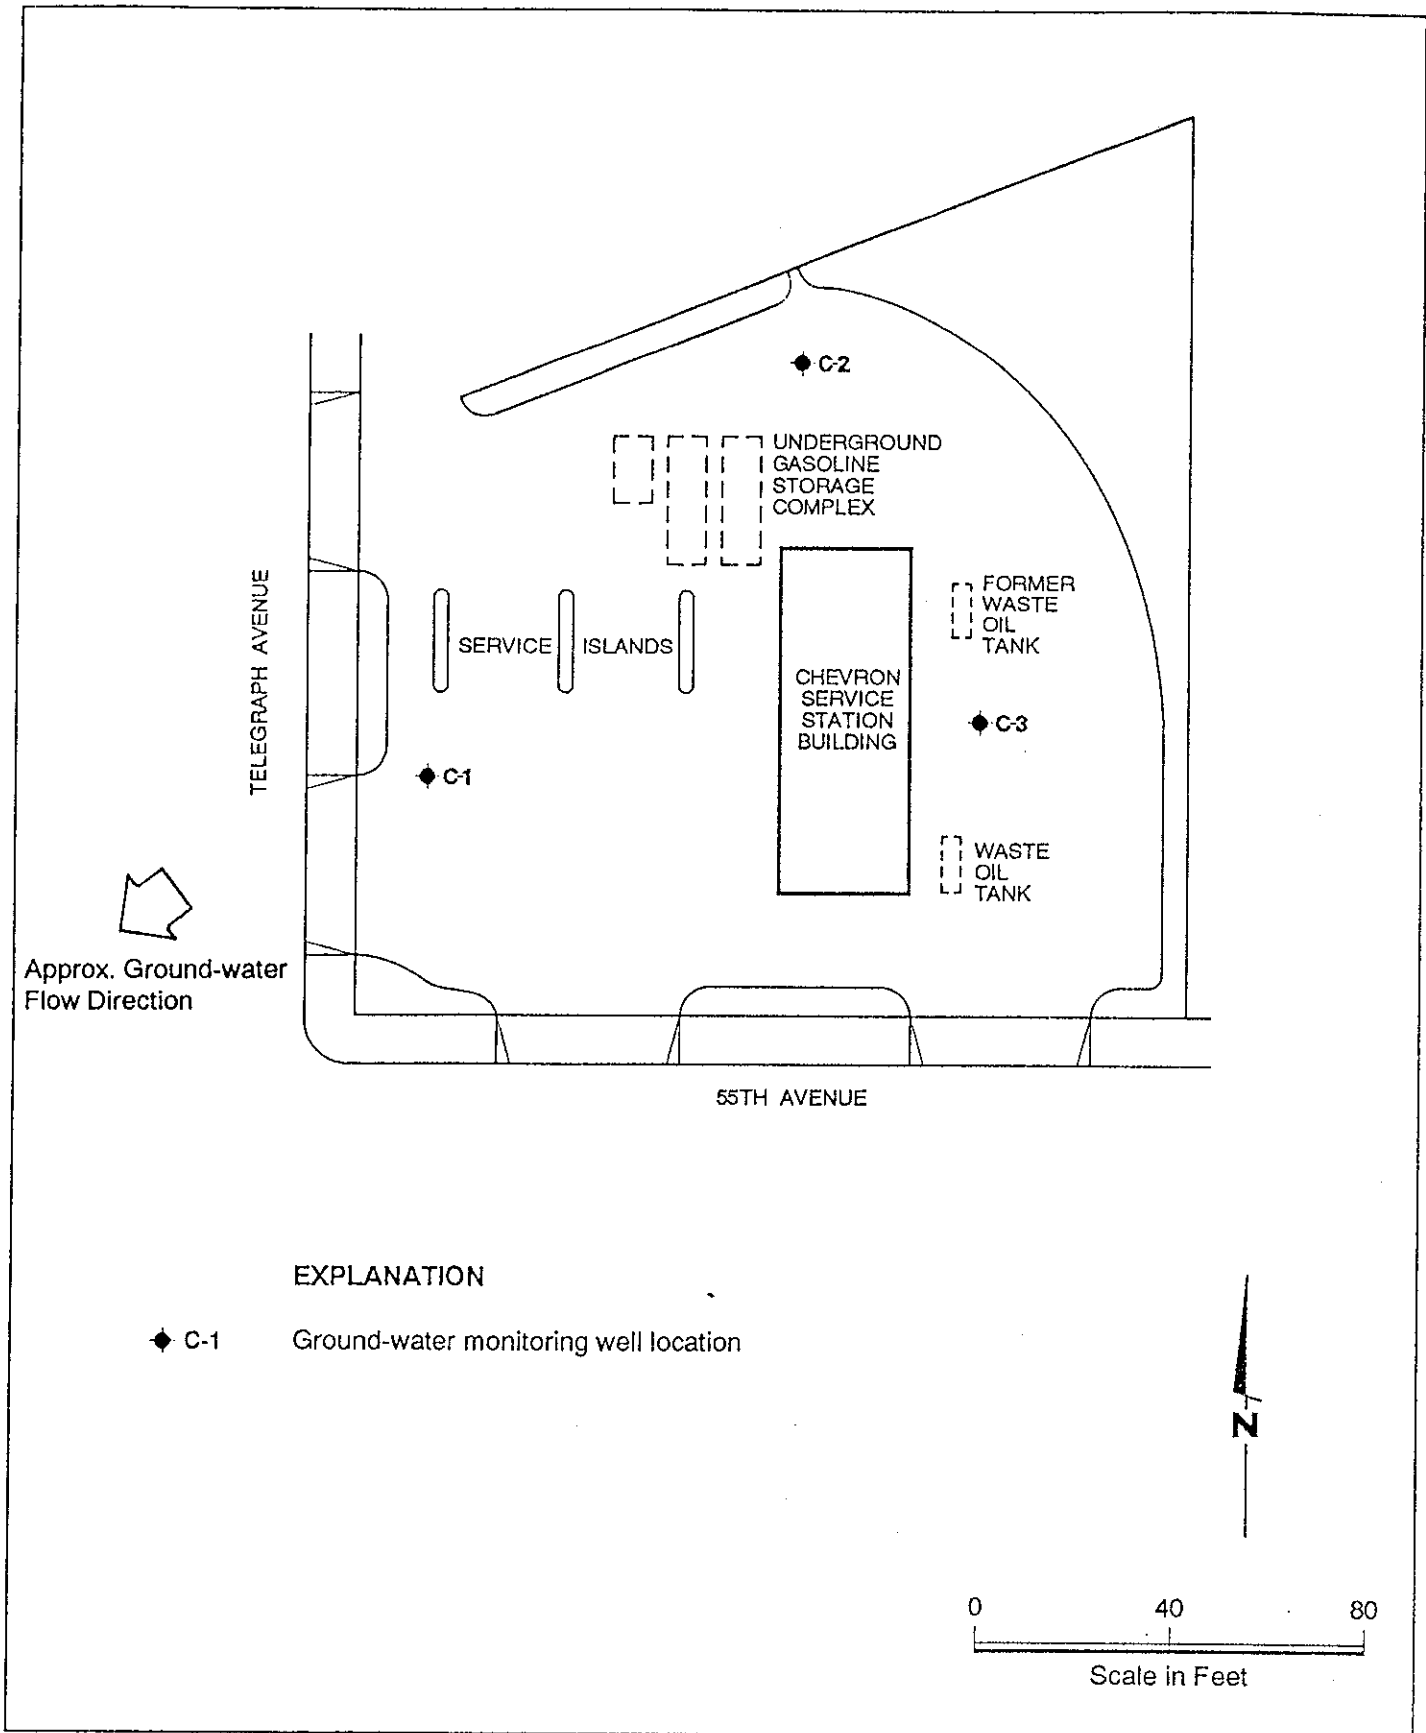 C-2
UNDERGROUND
GASOLINE
STORAGE
COMPLEX
FORMER
WASTE
OIL
TANK
TELEGRAPH AVENUE
SERVICE ISLANDS
CHEVRON
SERVICE
STATION
BUILDING
C-3
C-1
WASTE
OIL
TANK
Approx. Ground-water
Flow Direction
55TH AVENUE
EXPLANATION
C-1 Ground-water monitoring well location
N
0 40 80
Scale in Feet